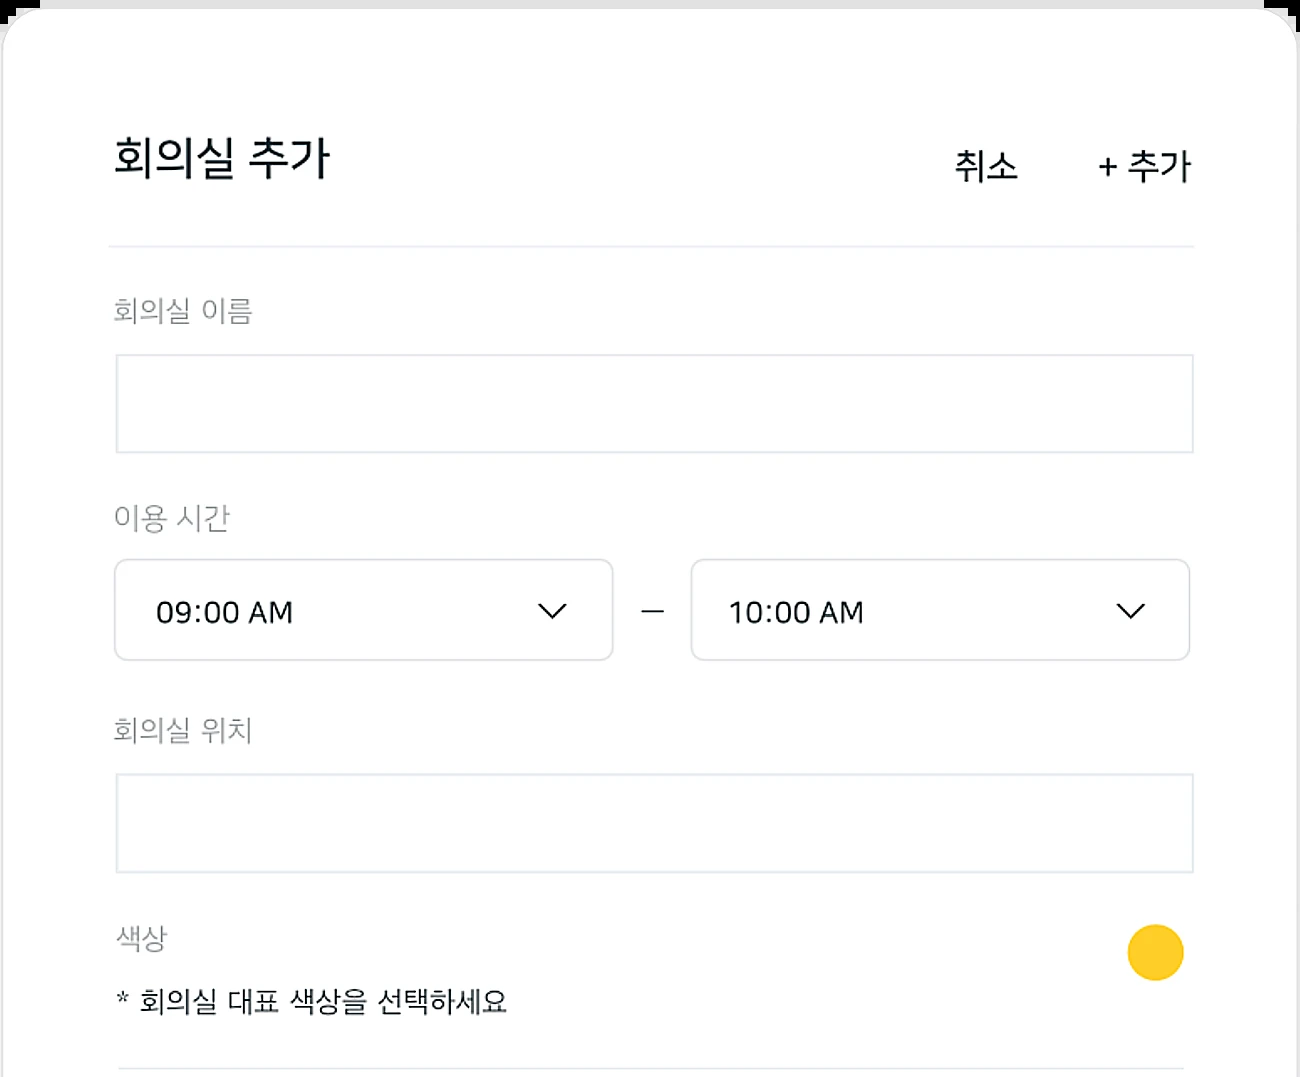 회의실 추가
취소
+ 추가
회의실 이름
이용 시간
09:00 AM – 10:00 AM
회의실 위치
색상
* 회의실 대표 색상을 선택하세요